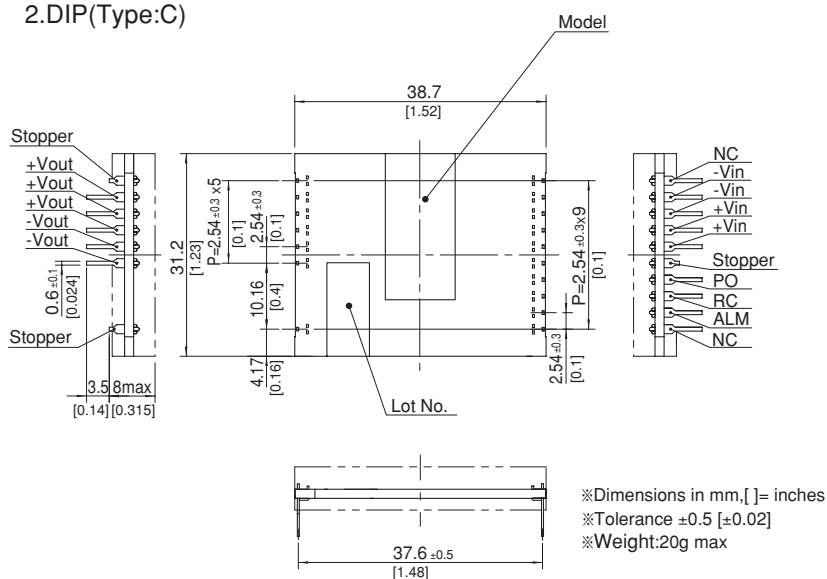 2.DIP(Type:C)
Model
38.7
[1.52]
Stopper
+Vout
+Vout
+Vout
-Vout
-Vout
Stopper
0.6 ±0.1
[0.024]
3.5 8max
[0.14] [0.315]
31.2
[1.23]
P=2.54 ±0.3 x5
[0.1]
2.54 ±0.3
[0.1]
10.16
[0.4]
4.17
[0.16]
Lot No.
P=2.54 ±0.3x9
[0.1]
2.54 ±0.3
[0.1]
NC
-Vin
-Vin
+Vin
+Vin
Stopper
PO
RC
ALM
NC
37.6 ±0.5
[1.48]
※Dimensions in mm,[ ]= inches
※Tolerance ±0.5 [±0.02]
※Weight:20g max